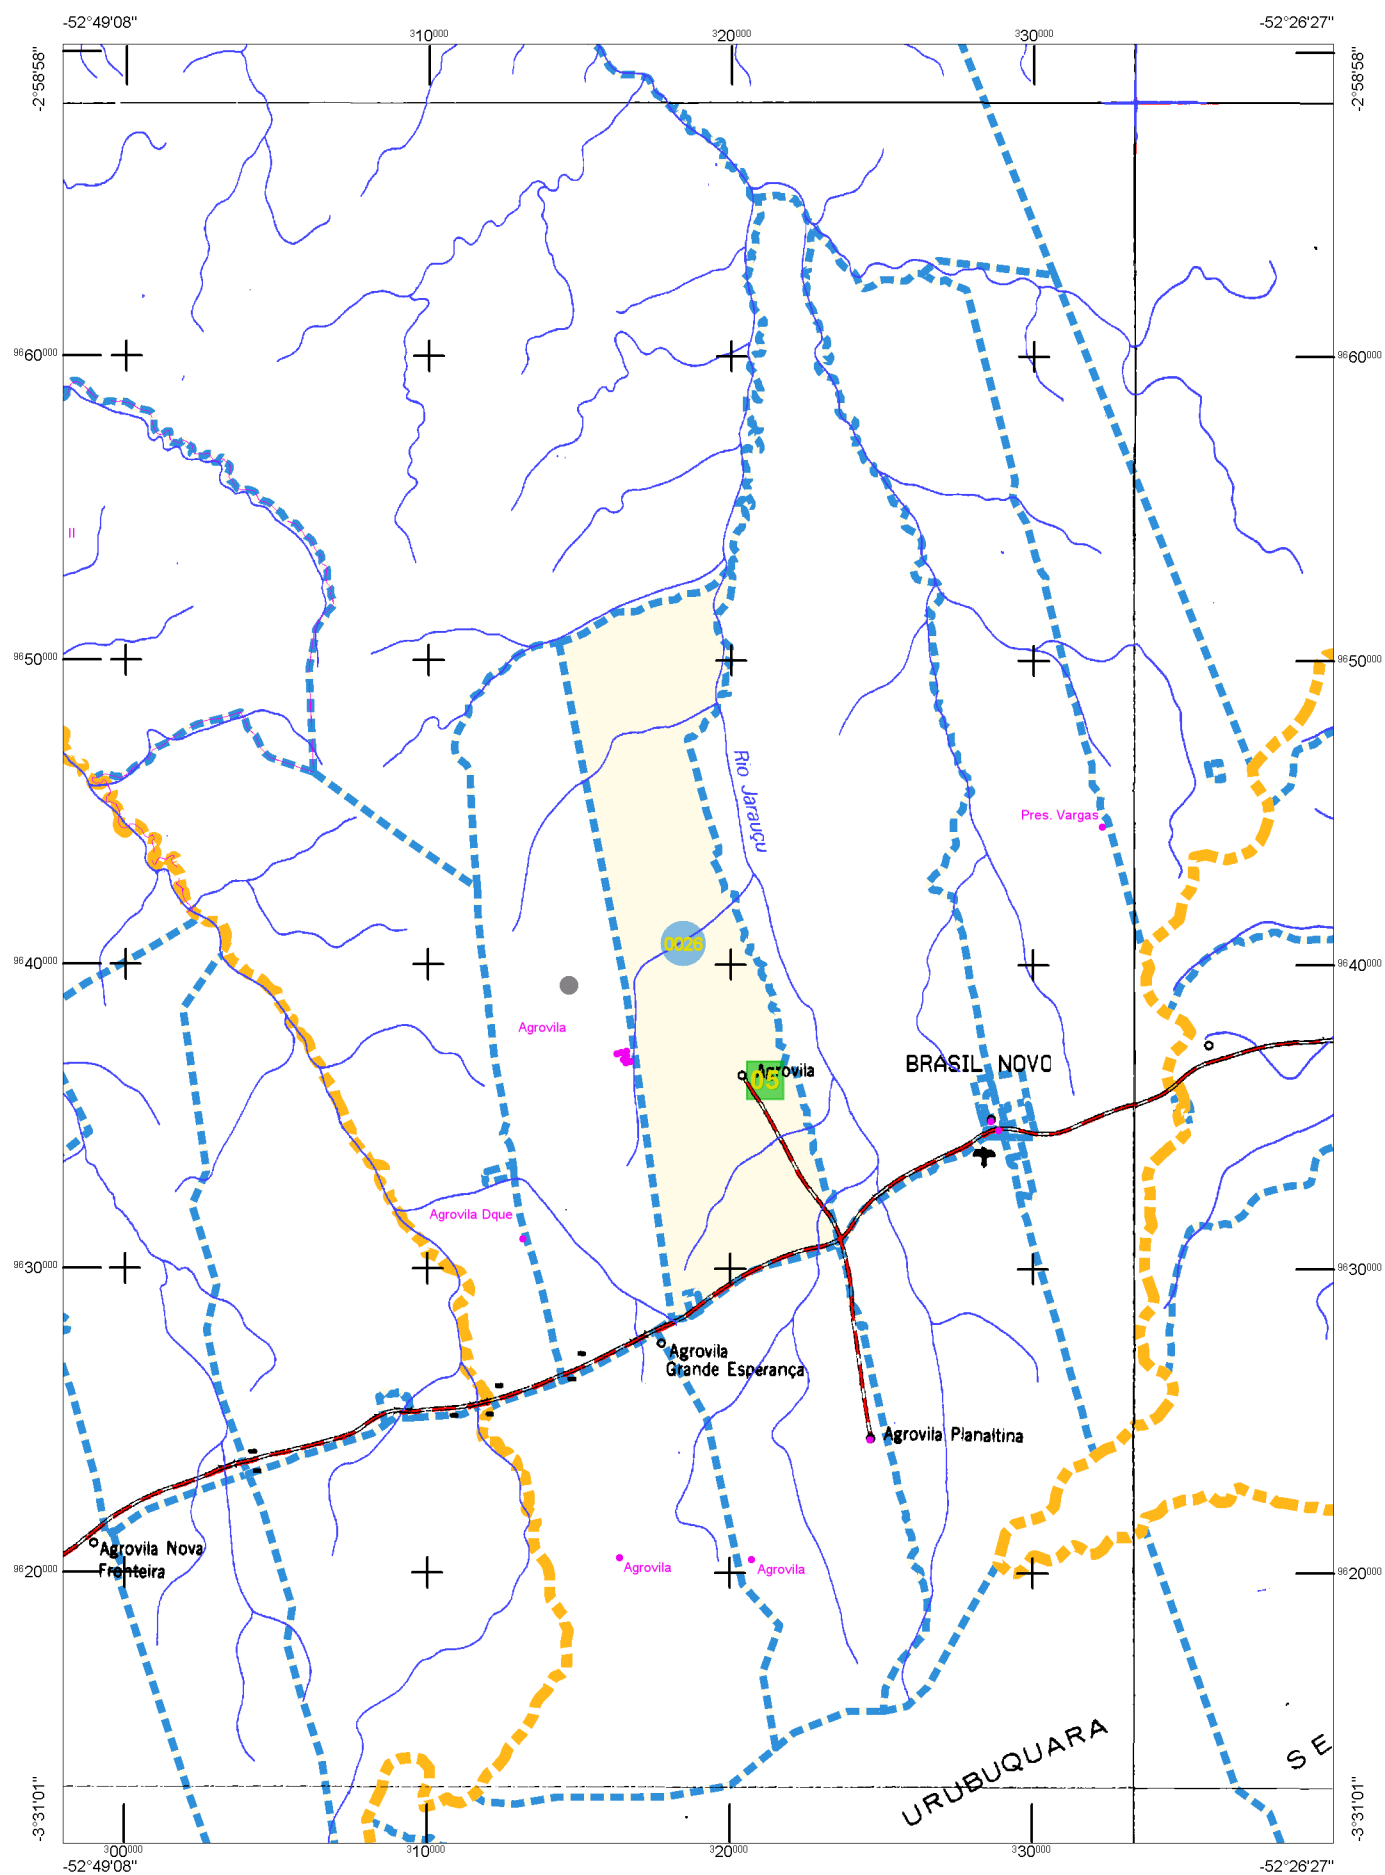 -52°49'08"
-52°26'27"
310000
320000
330000
-2°58'58"
-2°58'58"
9660000
9660000
II
9650000
9650000
Rio Jarauçu
Pres. Vargas
0026
9640000
9640000
Agrovila
BRASIL NOVO
Agrovila
05
Agrovila Dque
9630000
9630000
Agrovila
Grande Esperança
Agrovila Planaltina
Agrovila Nova
Fronteira
9620000
9620000
Agrovila
Agrovila
URUBUQUARA
SE
-3°31'01"
-3°31'01"
300000
310000
320000
330000
-52°49'08"
-52°26'27"